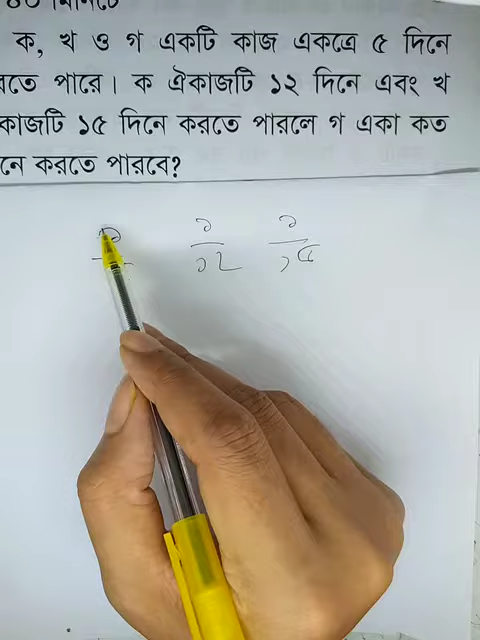 ৪০ মিনিটে
ক, খ ও গ একটি কাজ একত্রে ৫ দিনে
রতে পারে। ক ঐকাজটি ১২ দিনে এবং খ
কাজটি ১৫ দিনে করতে পারলে গ একা কত
নে করতে পারবে?
১ ১
১২ ১৫